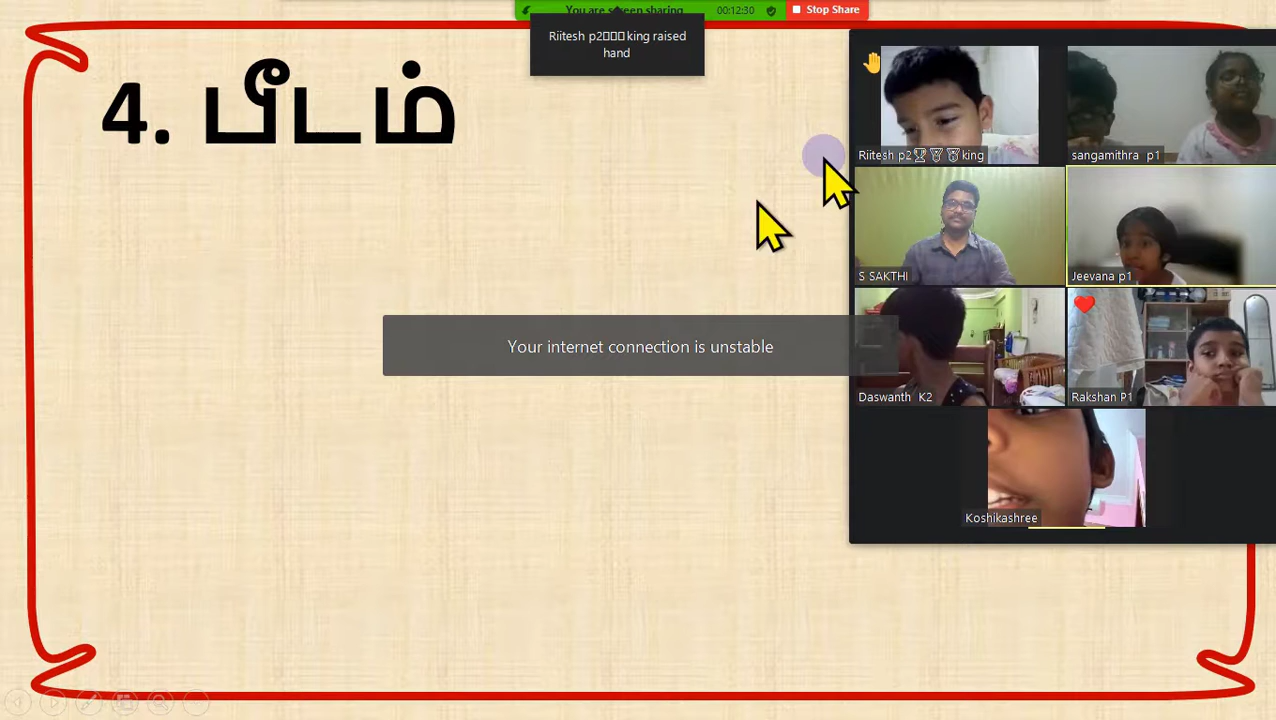 You are screen sharing 00:12:30 Stop Share
Riitesh p2🏆🏅🏅king raised
hand
4. பீடம்
Riitesh p2🏆🏅🏅king
sangamithra p1
S SAKTHI
Jeevana p1
Your internet connection is unstable
Daswanth K2
Rakshan P1
Koshikashree